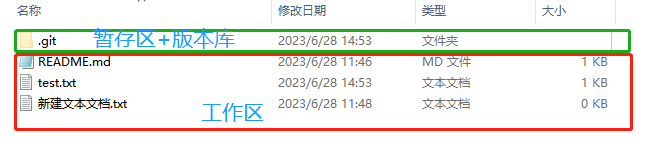 名称 修改日期 类型 大小
.git 暂存区+版本库 2023/6/28 14:53 文件夹
README.md 2023/6/28 11:46 MD 文件 1 KB
test.txt 2023/6/28 14:53 文本文档 1 KB
新建文本文档.txt 2023/6/28 11:48 文本文档 0 KB
工作区